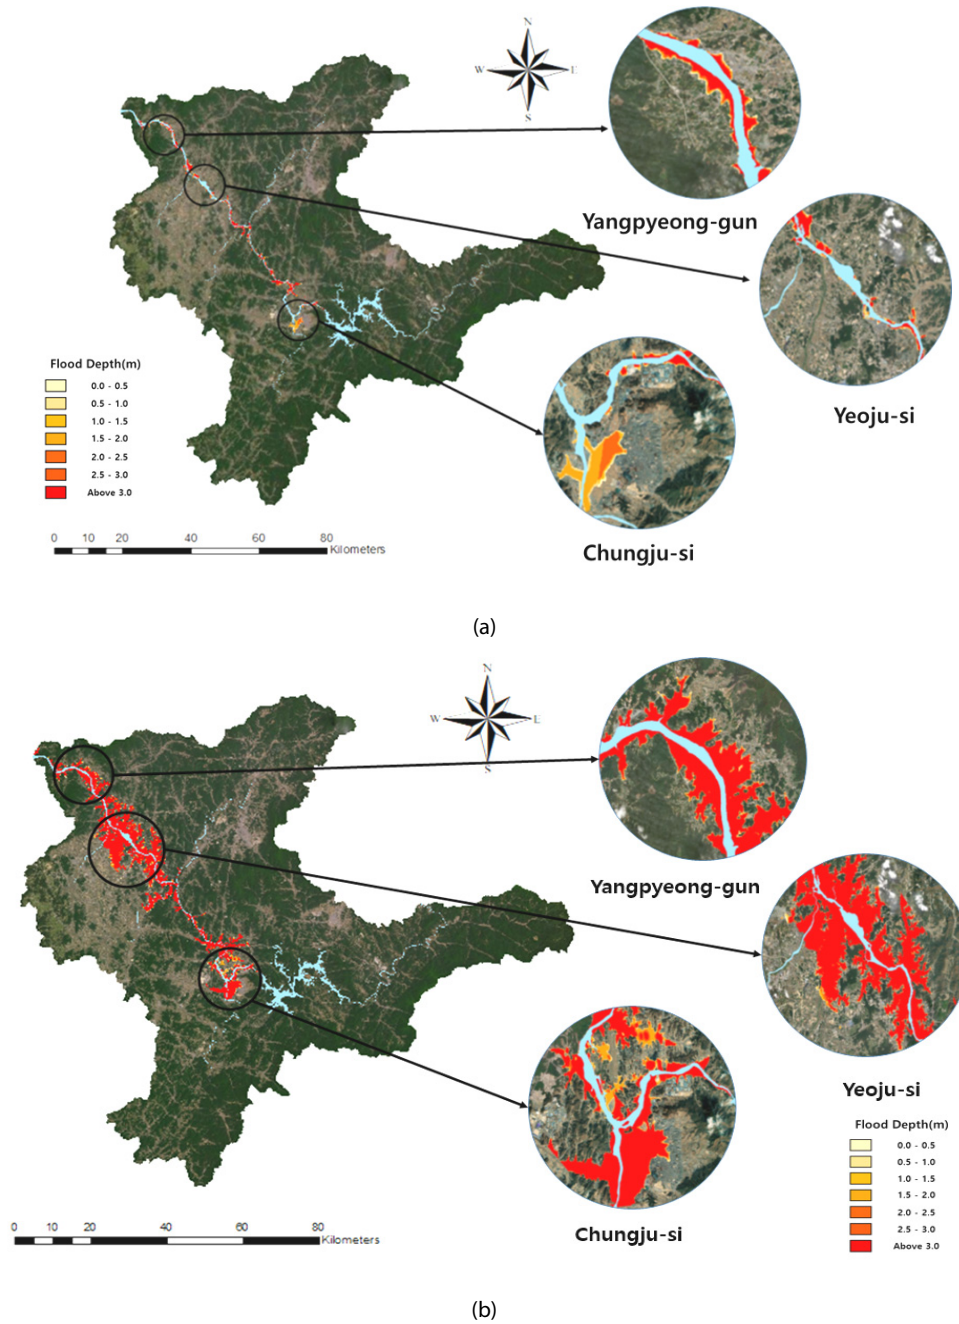 N
W E
S
Yangpyeong-gun
Yeoju-si
Chungju-si
Flood Depth(m)
0.0 - 0.5
0.5 - 1.0
1.0 - 1.5
1.5 - 2.0
2.0 - 2.5
2.5 - 3.0
Above 3.0
0 10 20 40 60 80
Kilometers
(a)
N
W E
S
Yangpyeong-gun
Yeoju-si
Chungju-si
Flood Depth(m)
0.0 - 0.5
0.5 - 1.0
1.0 - 1.5
1.5 - 2.0
2.0 - 2.5
2.5 - 3.0
Above 3.0
0 10 20 40 60 80
Kilometers
(b)